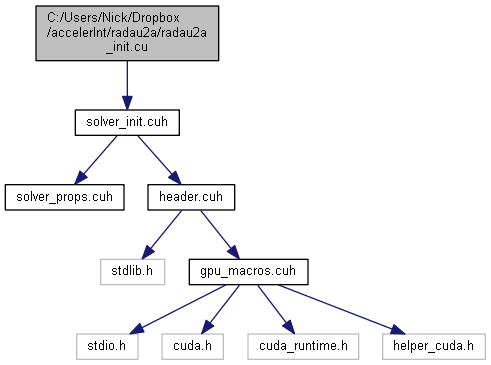 C:/Users/Nick/Dropbox
/accelerInt/radau2a/radau2a
_init.cu
solver_init.cuh
solver_props.cuh
header.cuh
stdlib.h
gpu_macros.cuh
stdio.h
cuda.h
cuda_runtime.h
helper_cuda.h